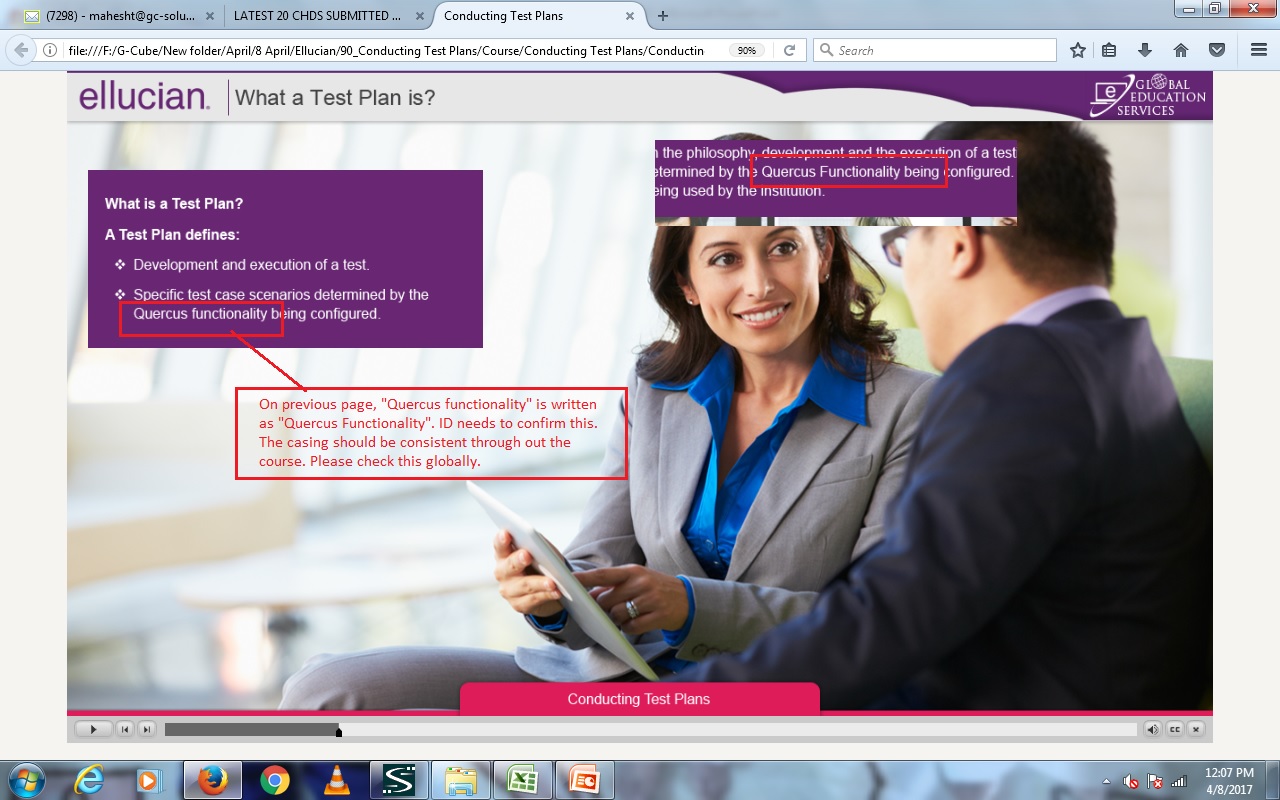 (7298) - mahesht@gc-solu...
LATEST 20 CHDS SUBMITTED ...
Conducting Test Plans
file:///F:/G-Cube/New folder/April/8 April/Ellucian/90_Conducting Test Plans/Course/Conducting Test Plans/Conductin
90%
Search
ellucian.
What a Test Plan is?
GLOBAL
EDUCATION
SERVICES
the philosophy, development and the execution of a test
etermined by the Quercus Functionality being configured.
eing used by the institution.
What is a Test Plan?
A Test Plan defines:
❖ Development and execution of a test.
❖ Specific test case scenarios determined by the
Quercus functionality being configured.
On previous page, "Quercus functionality" is written
as "Quercus Functionality". ID needs to confirm this.
The casing should be consistent through out the
course. Please check this globally.
Conducting Test Plans
CC
12:07 PM
4/8/2017